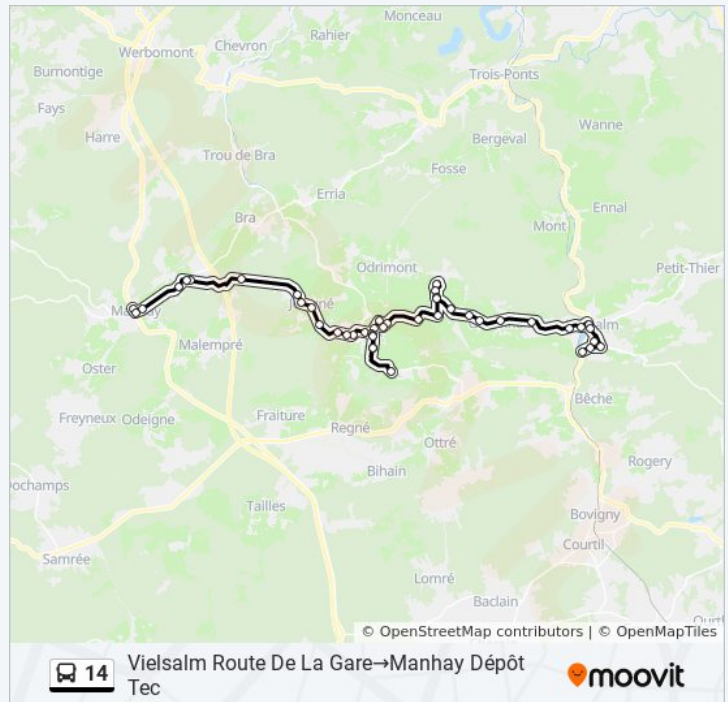 Monceau
Rahier
Chevron
Werbomont
Trois-Ponts
Burnontige
Fays
Harre
Wanne
Bergeval
Trou de Bra
Fosse
Erria
Ennal
Bra
Mont
Odrimont
Petit-Thier
Malempré
Oster
Bêche
Freyneux
Odeigne
Fraiture
Regné
Ottré
Bihain
Rogery
Dochamps
Tailles
Bovigny
Courtil
Samrée
Lomré
Baclain
© OpenStreetMap contributors | © OpenMapTiles
14
Vielsalm Route De La Gare→Manhay Dépôt
Tec
moovit